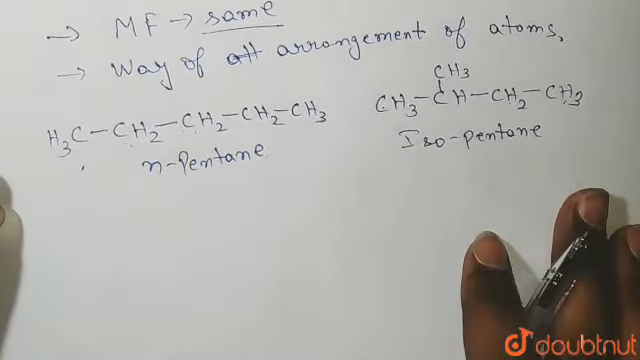 → MF → same
→ Way of arrangement of atoms,
H3C-CH2-CH2-CH2-CH3
n-Pentane
CH3
CH3-CH-CH2-CH3
Iso-pentane
doubtnut